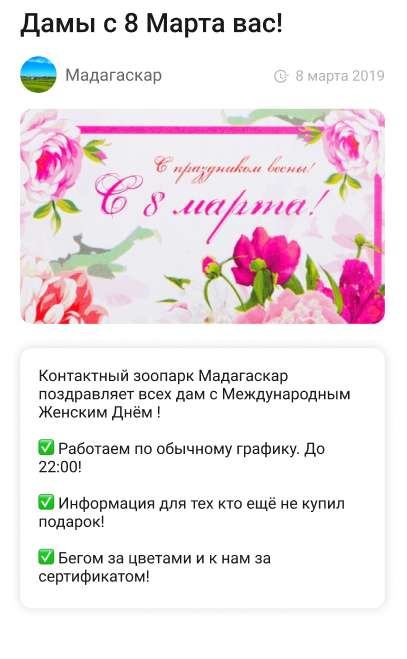 Дамы с 8 Марта вас!
Мадагаскар
8 марта 2019
С праздником весны!
С 8 марта!
Контактный зоопарк Мадагаскар
поздравляет всех дам с Международным
Женским Днём !
✅ Работаем по обычному графику. До
22:00!
✅ Информация для тех кто ещё не купил
подарок!
✅ Бегом за цветами и к нам за
сертификатом!